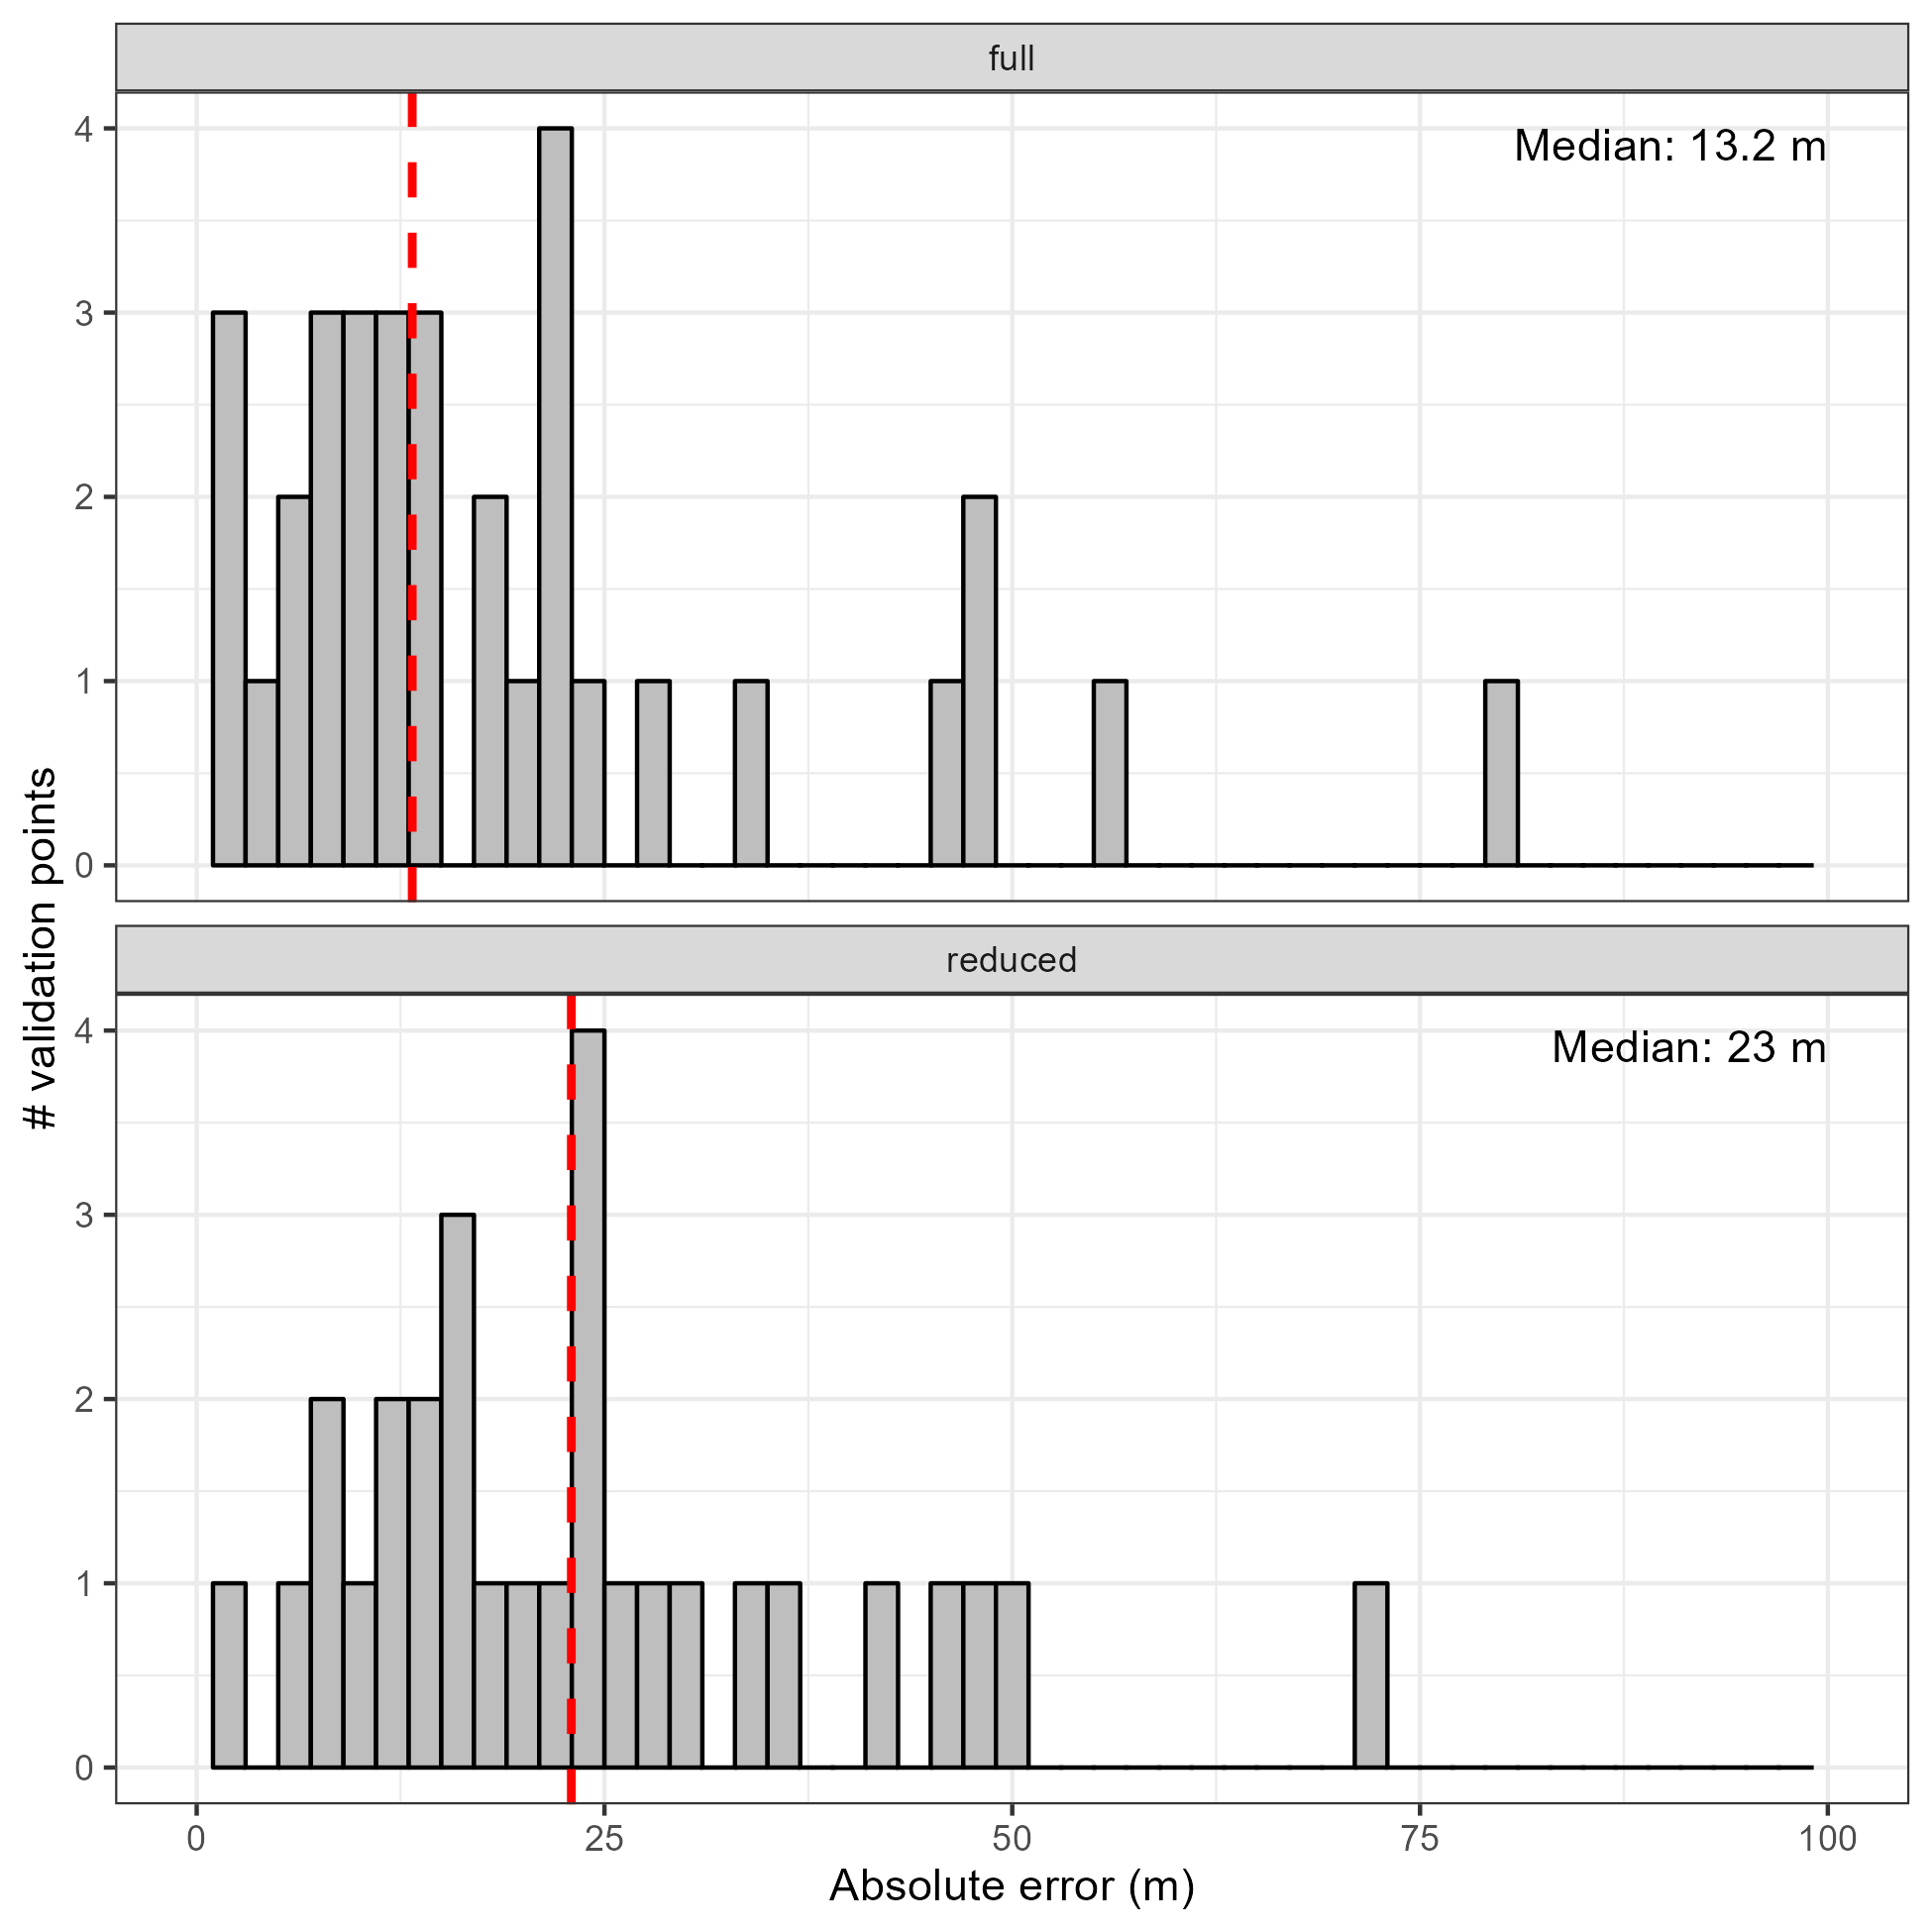 full
4
3
2
1
0
Median: 13.2 m
# validation points
reduced
4
3
2
1
0
Median: 23 m
0 25 50 75 100
Absolute error (m)